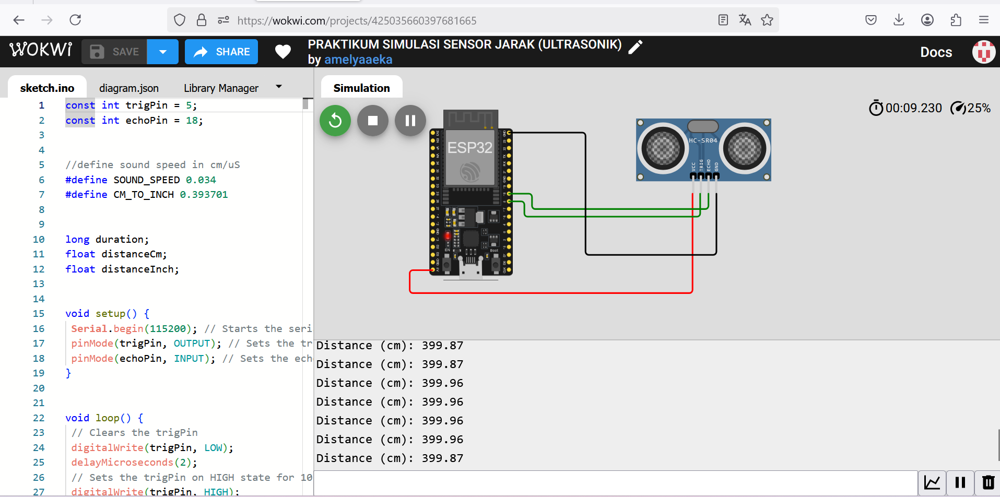 https://wokwi.com/projects/425035660397681665
WOKWi
SAVE
SHARE
PRAKTIKUM SIMULASI SENSOR JARAK (ULTRASONIK)
by amelyaaeka
Docs
sketch.ino
diagram.json
Library Manager
1 const int trigPin = 5;
2 const int echoPin = 18;
3
4
5 //define sound speed in cm/uS
6 #define SOUND_SPEED 0.034
7 #define CM_TO_INCH 0.393701
8
9
10 long duration;
11 float distanceCm;
12 float distanceInch;
13
14
15 void setup() {
16 Serial.begin(115200); // Starts the seri
17 pinMode(trigPin, OUTPUT); // Sets the tr
18 pinMode(echoPin, INPUT); // Sets the ech
19 }
20
21
22 void loop() {
23 // Clears the trigPin
24 digitalWrite(trigPin, LOW);
25 delayMicroseconds(2);
26 // Sets the trigPin on HIGH state for 10
27 digitalWrite(trigPin, HIGH);
Simulation
00:09.230
25%
ESP32
EN
Boot
HC-SR04
VCC
TRIG
ECHO
GND
Distance (cm): 399.87
Distance (cm): 399.87
Distance (cm): 399.96
Distance (cm): 399.96
Distance (cm): 399.96
Distance (cm): 399.96
Distance (cm): 399.87